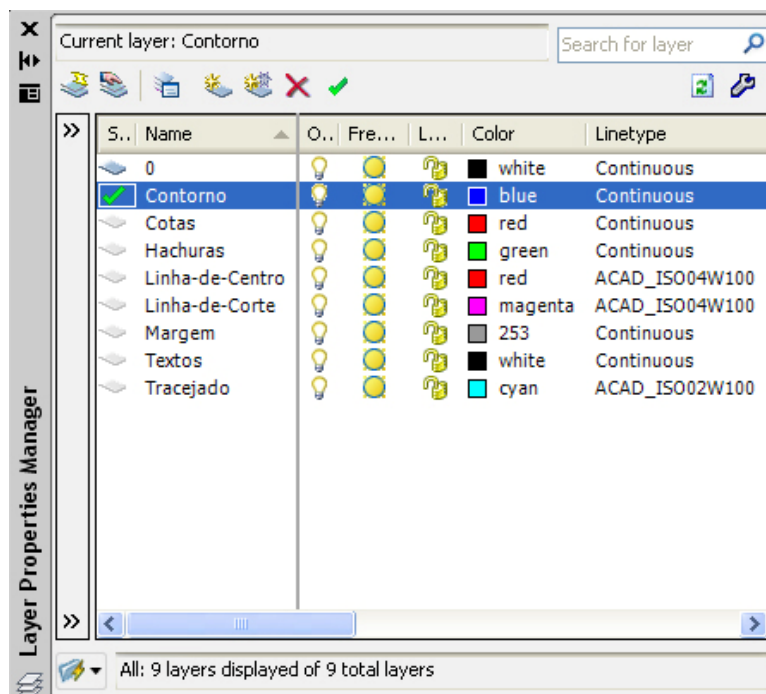 Current layer: Contorno
Search for layer
S.. Name O.. Fre... L... Color Linetype
0 white Continuous
Contorno blue Continuous
Cotas red Continuous
Hachuras green Continuous
Linha-de-Centro red ACAD_ISO04W100
Linha-de-Corte magenta ACAD_ISO04W100
Margem 253 Continuous
Textos white Continuous
Tracejado cyan ACAD_ISO02W100
Layer Properties Manager
All: 9 layers displayed of 9 total layers